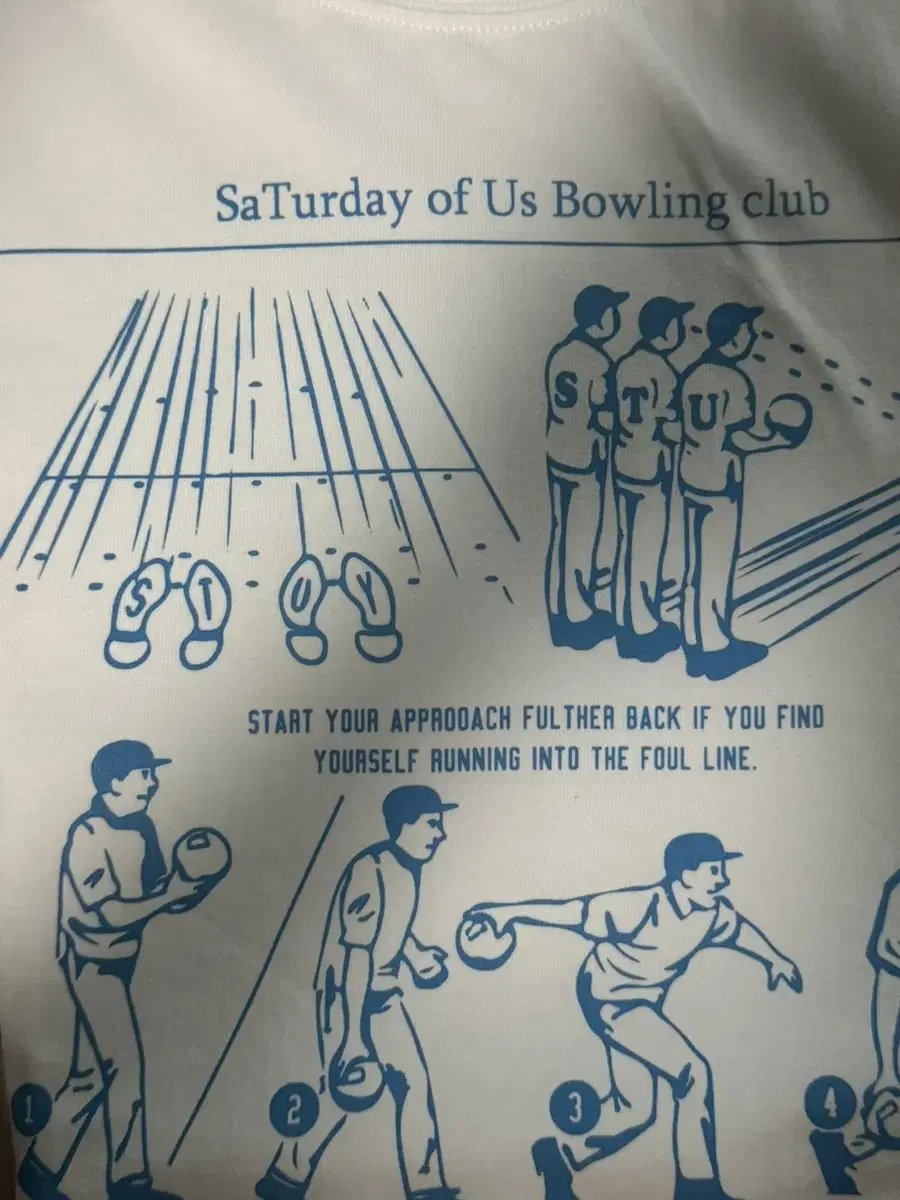 SaTurday of Us Bowling club
S T U
S T U Y
START YOUR APPROOACH FULTHER BACK IF YOU FIND
YOURSELF RUNNING INTO THE FOUL LINE.
1 2 3 4